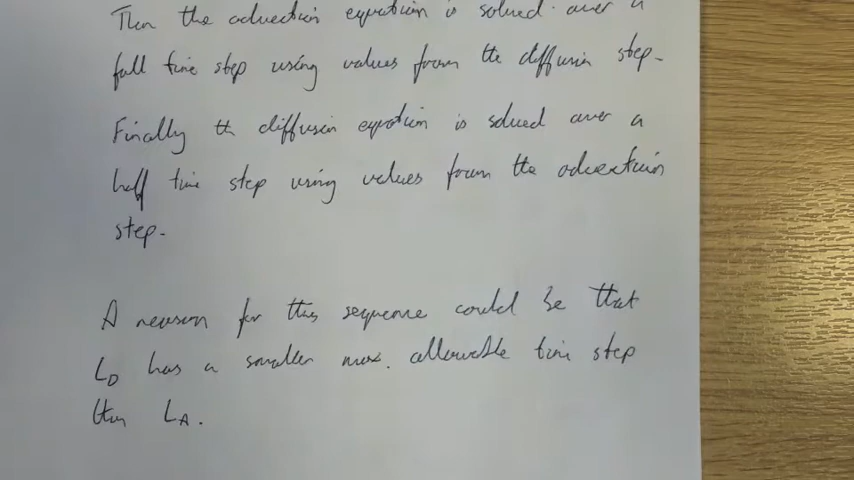 Then the advection equation is solved over a
full time step using values from the diffusion step.
Finally the diffusion equation is solved over a
half time step using values from the advection
step.
A reason for this sequence could be that
L_D has a smaller max. allowable time step
than L_A.